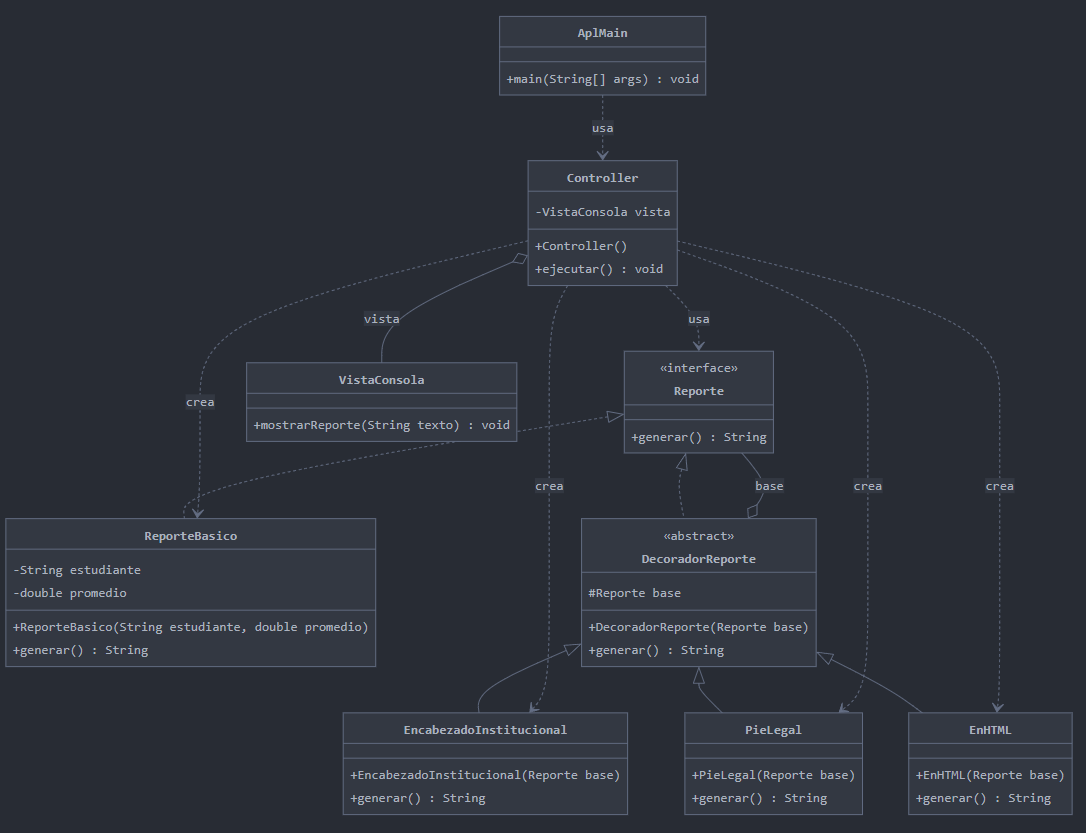 AplMain
+main(String[] args) : void
usa
Controller
-VistaConsola vista
+Controller()
+ejecutar() : void
vista
usa
VistaConsola
+mostrarReporte(String texto) : void
«interface»
Reporte
+generar() : String
crea
crea
base
crea
crea
ReporteBasico
-String estudiante
-double promedio
+ReporteBasico(String estudiante, double promedio)
+generar() : String
«abstract»
DecoradorReporte
#Reporte base
+DecoradorReporte(Reporte base)
+generar() : String
EncabezadoInstitucional
+EncabezadoInstitucional(Reporte base)
+generar() : String
PieLegal
+PieLegal(Reporte base)
+generar() : String
EnHTML
+EnHTML(Reporte base)
+generar() : String